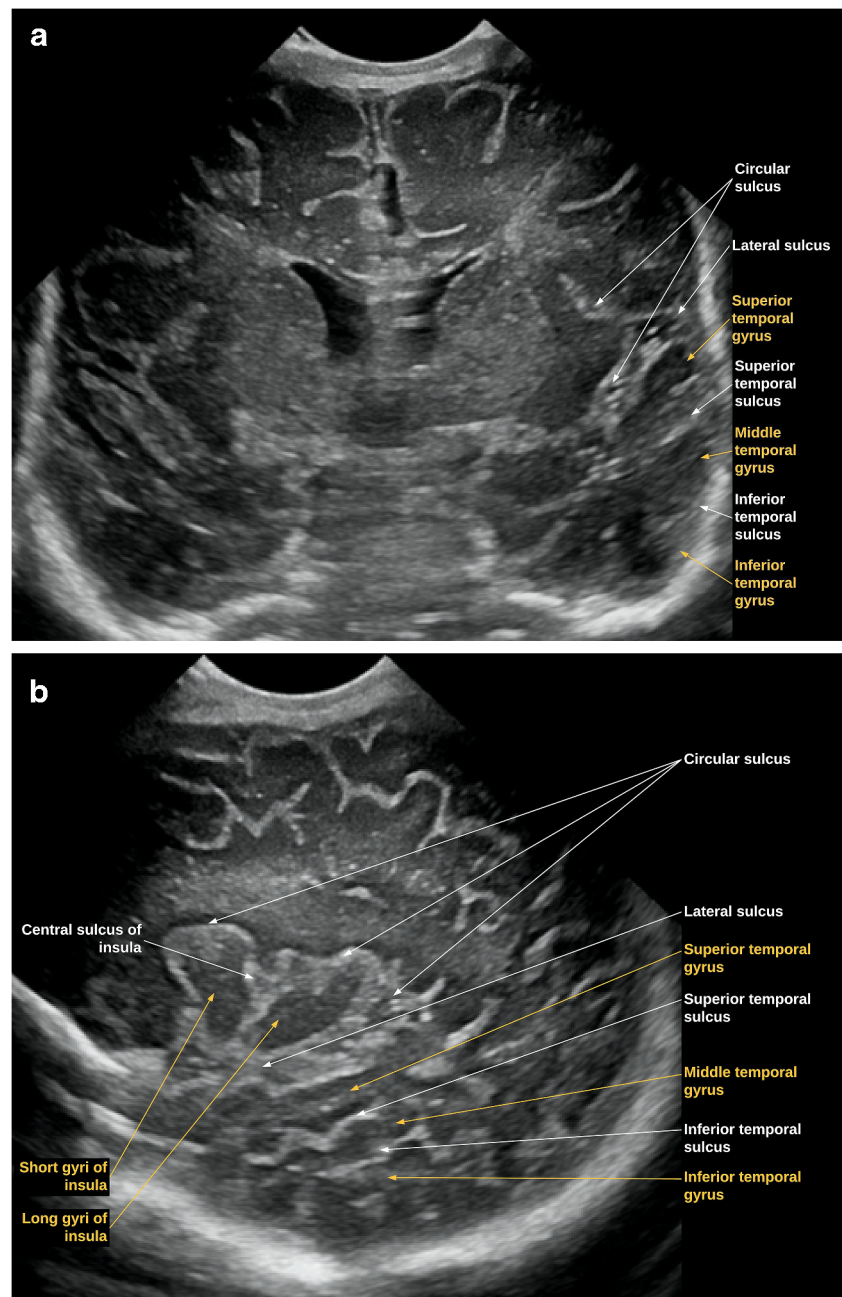 a
Circular
sulcus
Lateral sulcus
Superior
temporal
gyrus
Superior
temporal
sulcus
Middle
temporal
gyrus
Inferior
temporal
sulcus
Inferior
temporal
gyrus
b
Circular sulcus
Central sulcus of
insula
Lateral sulcus
Superior temporal
gyrus
Superior temporal
sulcus
Middle temporal
gyrus
Inferior temporal
sulcus
Short gyri of
insula
Inferior temporal
gyrus
Long gyri of
insula